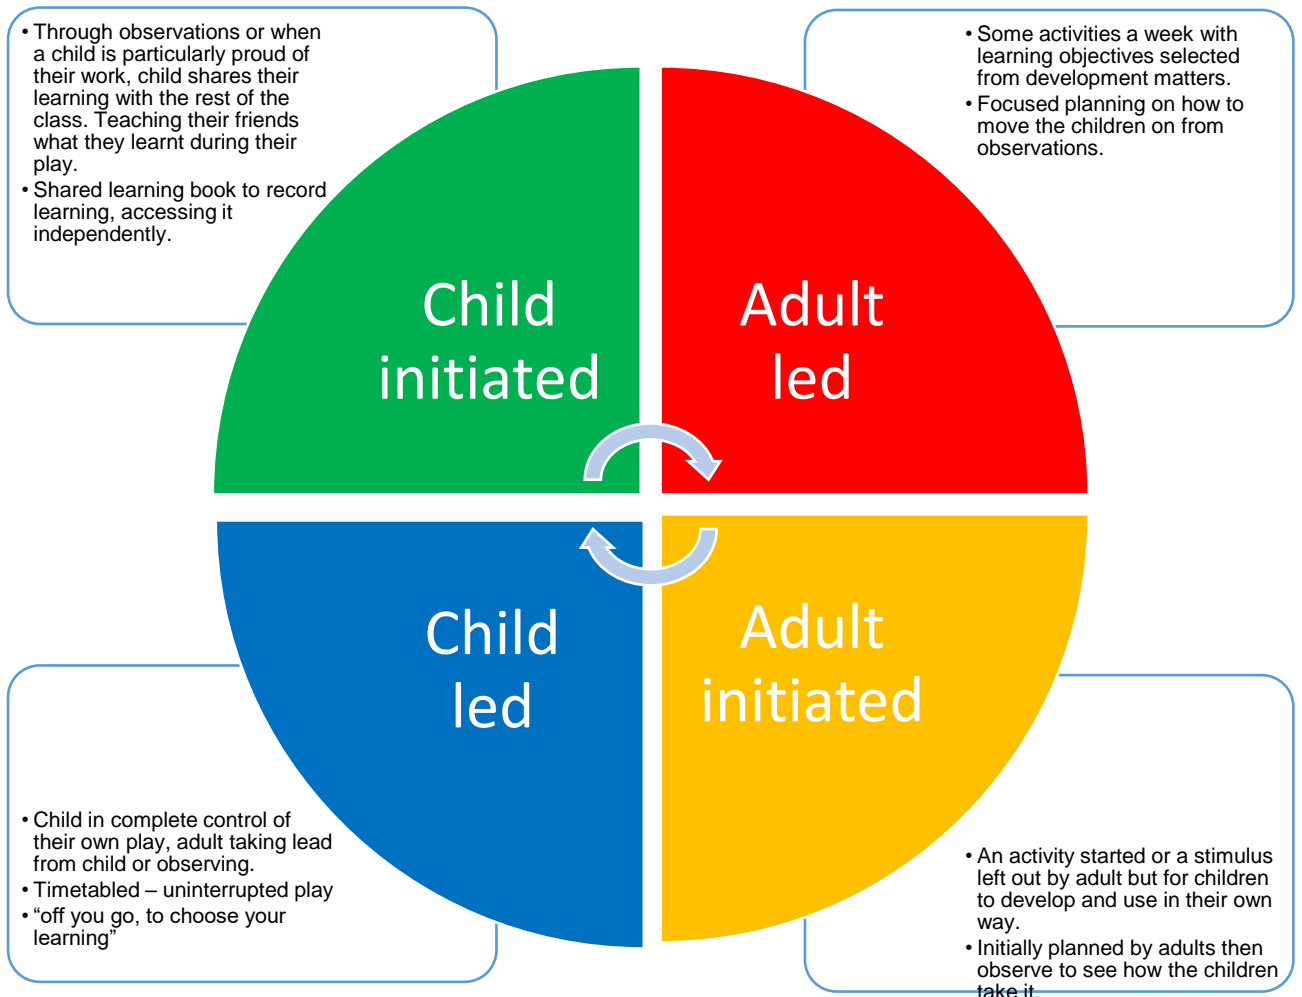 • Through observations or when
a child is particularly proud of
their work, child shares their
learning with the rest of the
class. Teaching their friends
what they learnt during their
play.
• Shared learning book to record
learning, accessing it
independently.
• Some activities a week with
learning objectives selected
from development matters.
• Focused planning on how to
move the children on from
observations.
Child
initiated
Adult
led
Child
led
Adult
initiated
• Child in complete control of
their own play, adult taking lead
from child or observing.
• Timetabled – uninterrupted play
• “off you go, to choose your
learning”
• An activity started or a stimulus
left out by adult but for children
to develop and use in their own
way.
• Initially planned by adults then
observe to see how the children
take it.